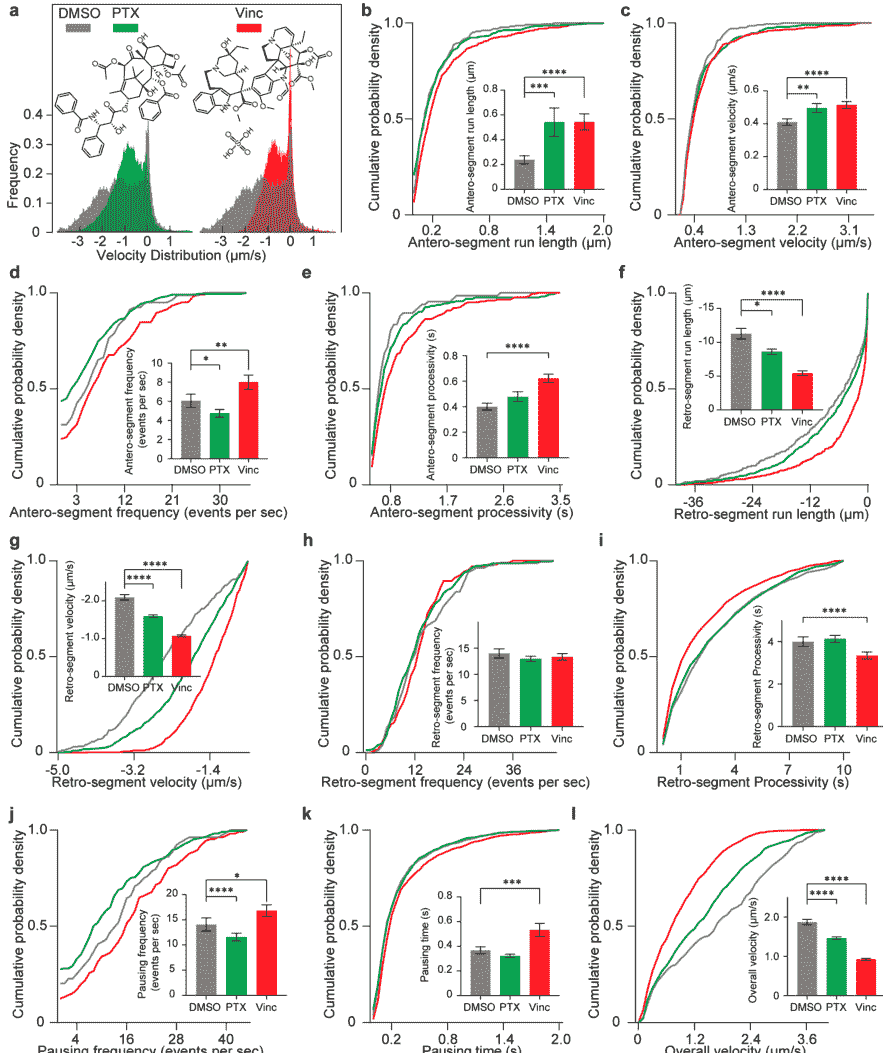 a
DMSO PTX Vinc
Frequency
0.4
0.3
0.2
0.1
0
-3 -2 -1 0 1 -3 -2 -1 0 1
Velocity Distribution (µm/s)
b
Cumulative probability density
1.0
0.5
0
0.2 0.8 1.4 2.0
Antero-segment run length (µm)
Antero-segment run length (µm)
0.8
0.6
0.4
0.2
0
DMSO PTX Vinc
***
****
c
Cumulative probability density
1.0
0.5
0
0.4 1.3 2.2 3.1
Antero-segment velocity (µm/s)
Antero-segment velocity (µm/s)
0.6
0.4
0.2
0
DMSO PTX Vinc
****
**
d
Cumulative probability density
1.0
0.5
0
3 12 21 30
Antero-segment frequency (events per sec)
Antero-segment frequency
(events per sec)
10
8
6
4
2
0
DMSO PTX Vinc
**
*
e
Cumulative probability density
1.0
0.5
0
0.8 1.7 2.6 3.5
Antero-segment processivity (s)
Antero-segment processivity (s)
0.8
0.6
0.4
0.2
0
DMSO PTX Vinc
****
f
Cumulative probability density
1.0
0.5
0
-36 -24 -12 0
Retro-segment run length (µm)
Retro-segment run length (µm)
-15
-10
-5
0
DMSO PTX Vinc
****
*
g
Cumulative probability density
1.0
0.5
0
-5.0 -3.2 -1.4
Retro-segment velocity (µm/s)
Retro-segment velocity (µm/s)
-2.0
-1.0
0
DMSO PTX Vinc
****
****
h
Cumulative probability density
1.0
0.5
0
0 12 24 36
Retro-segment frequency (events per sec)
Retro-segment frequency
(events per sec)
20
15
10
5
0
DMSO PTX Vinc
i
Cumulative probability density
1.0
0.5
0
1 4 7 10
Retro-segment Processivity (s)
Retro-segment Processivity (s)
4
2
0
DMSO PTX Vinc
****
j
Cumulative probability density
1.0
0.5
0
4 16 28 40
Pausing frequency (events per sec)
Pausing frequency
(events per sec)
20
15
10
5
0
DMSO PTX Vinc
*
****
k
Cumulative probability density
1.0
0.5
0
0.2 0.8 1.4 2.0
Pausing time (s)
Pausing time (s)
0.8
0.6
0.4
0.2
0
DMSO PTX Vinc
***
l
Cumulative probability density
1.0
0.5
0
0 1.2 2.4 3.6
Overall velocity (µm/s)
Overall velocity (µm/s)
2.0
1.0
0
DMSO PTX Vinc
****
****